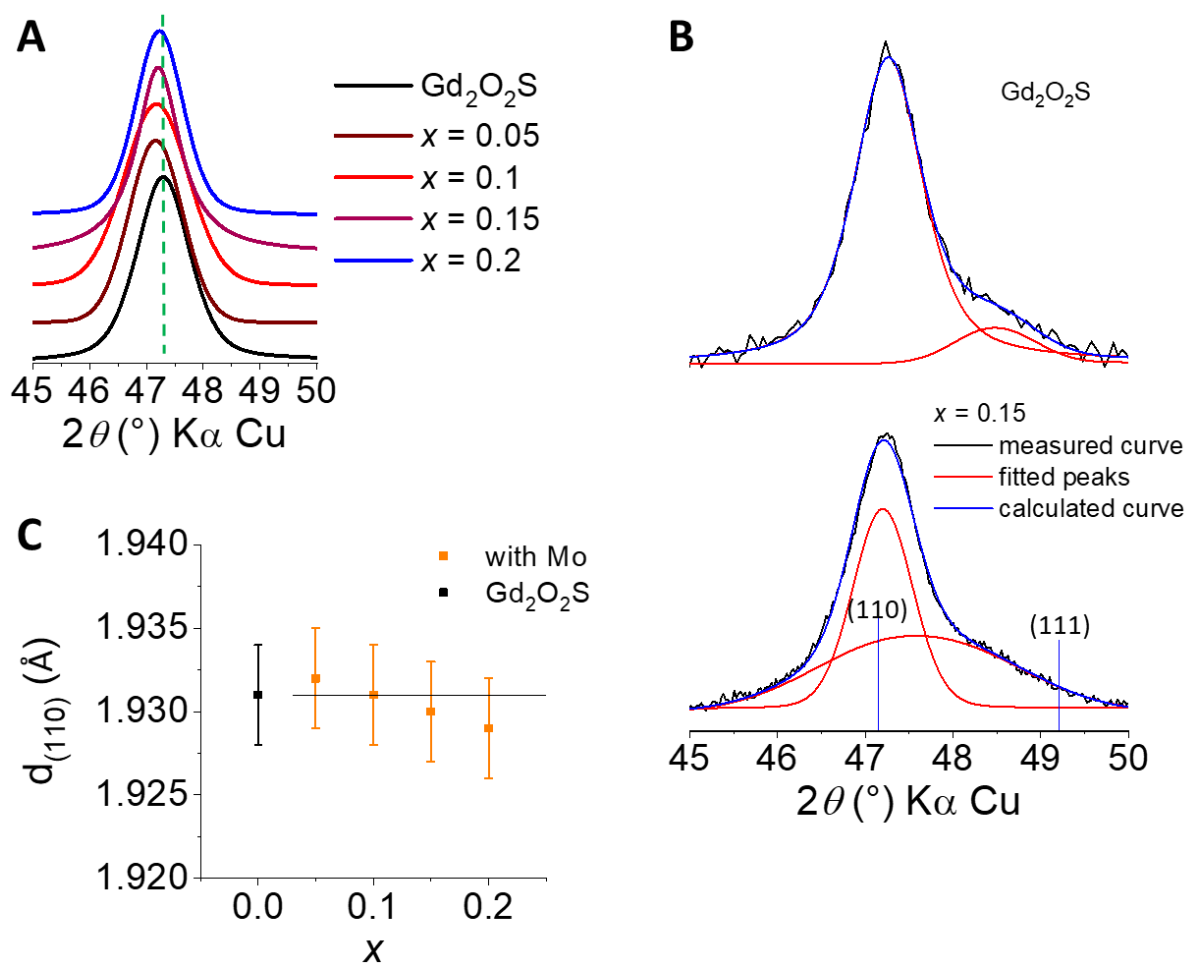 A
Gd₂O₂S
x = 0.05
x = 0.1
x = 0.15
x = 0.2
45 46 47 48 49 50
2θ (°) Kα Cu
B
Gd₂O₂S
x = 0.15
measured curve
fitted peaks
calculated curve
(110)
(111)
45 46 47 48 49 50
2θ (°) Kα Cu
C
with Mo
Gd₂O₂S
1.940
1.935
1.930
1.925
1.920
d₍₁₁₀₎ (Å)
0.0 0.1 0.2
x